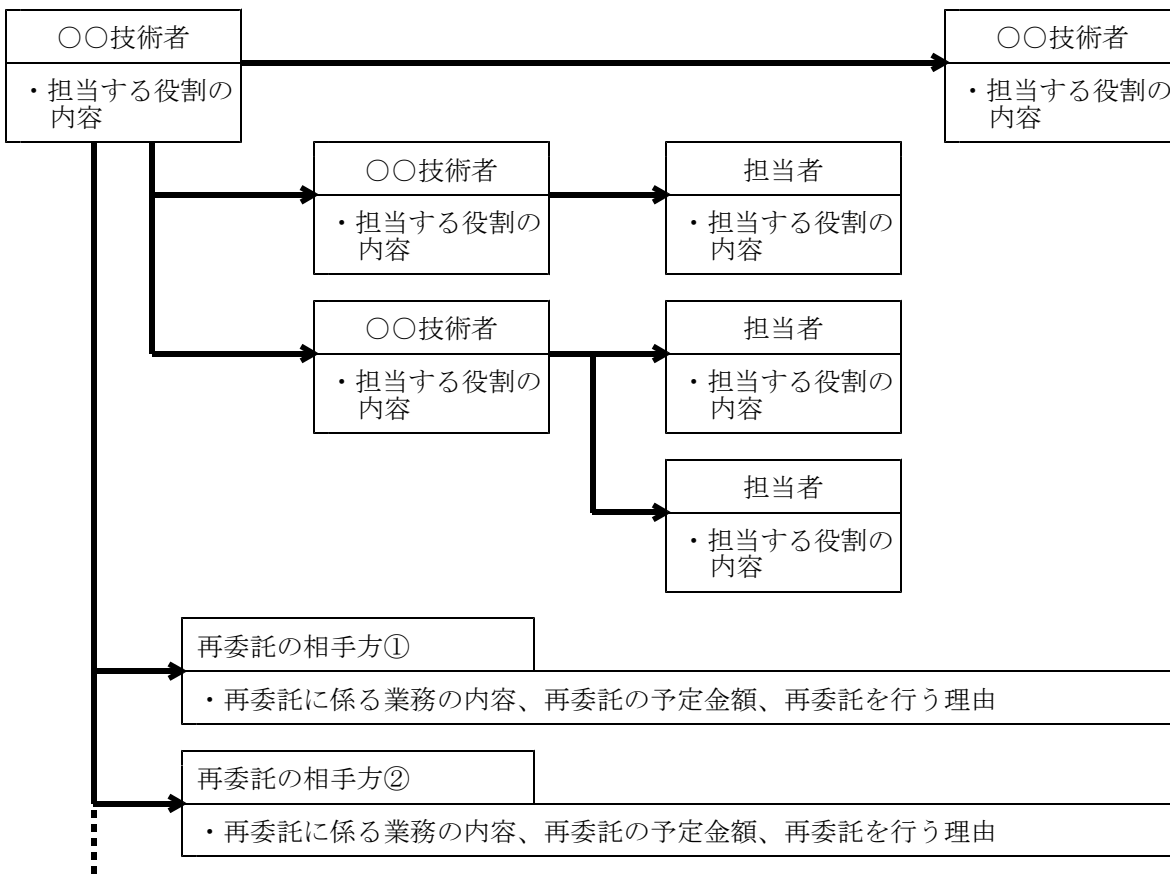 ○○技術者
・担当する役割の
内容
○○技術者
・担当する役割の
内容
○○技術者
・担当する役割の
内容
担当者
・担当する役割の
内容
○○技術者
・担当する役割の
内容
担当者
・担当する役割の
内容
担当者
・担当する役割の
内容
再委託の相手方①
・再委託に係る業務の内容、再委託の予定金額、再委託を行う理由
再委託の相手方②
・再委託に係る業務の内容、再委託の予定金額、再委託を行う理由